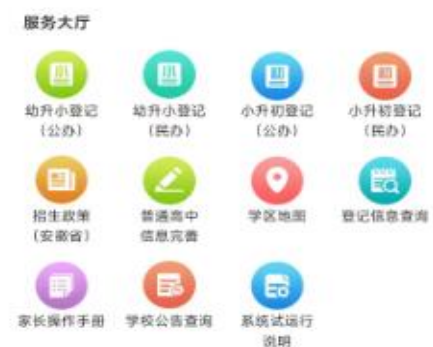 服务大厅
幼升小登记 幼升小登记 小升初登记 小升初登记
（公办） （民办） （公办） （民办）
招生政策 普通高中 学区地图 登记信息查询
（安徽省） 信息完善
家长操作手册 学校公告查询 系统试运行
说明